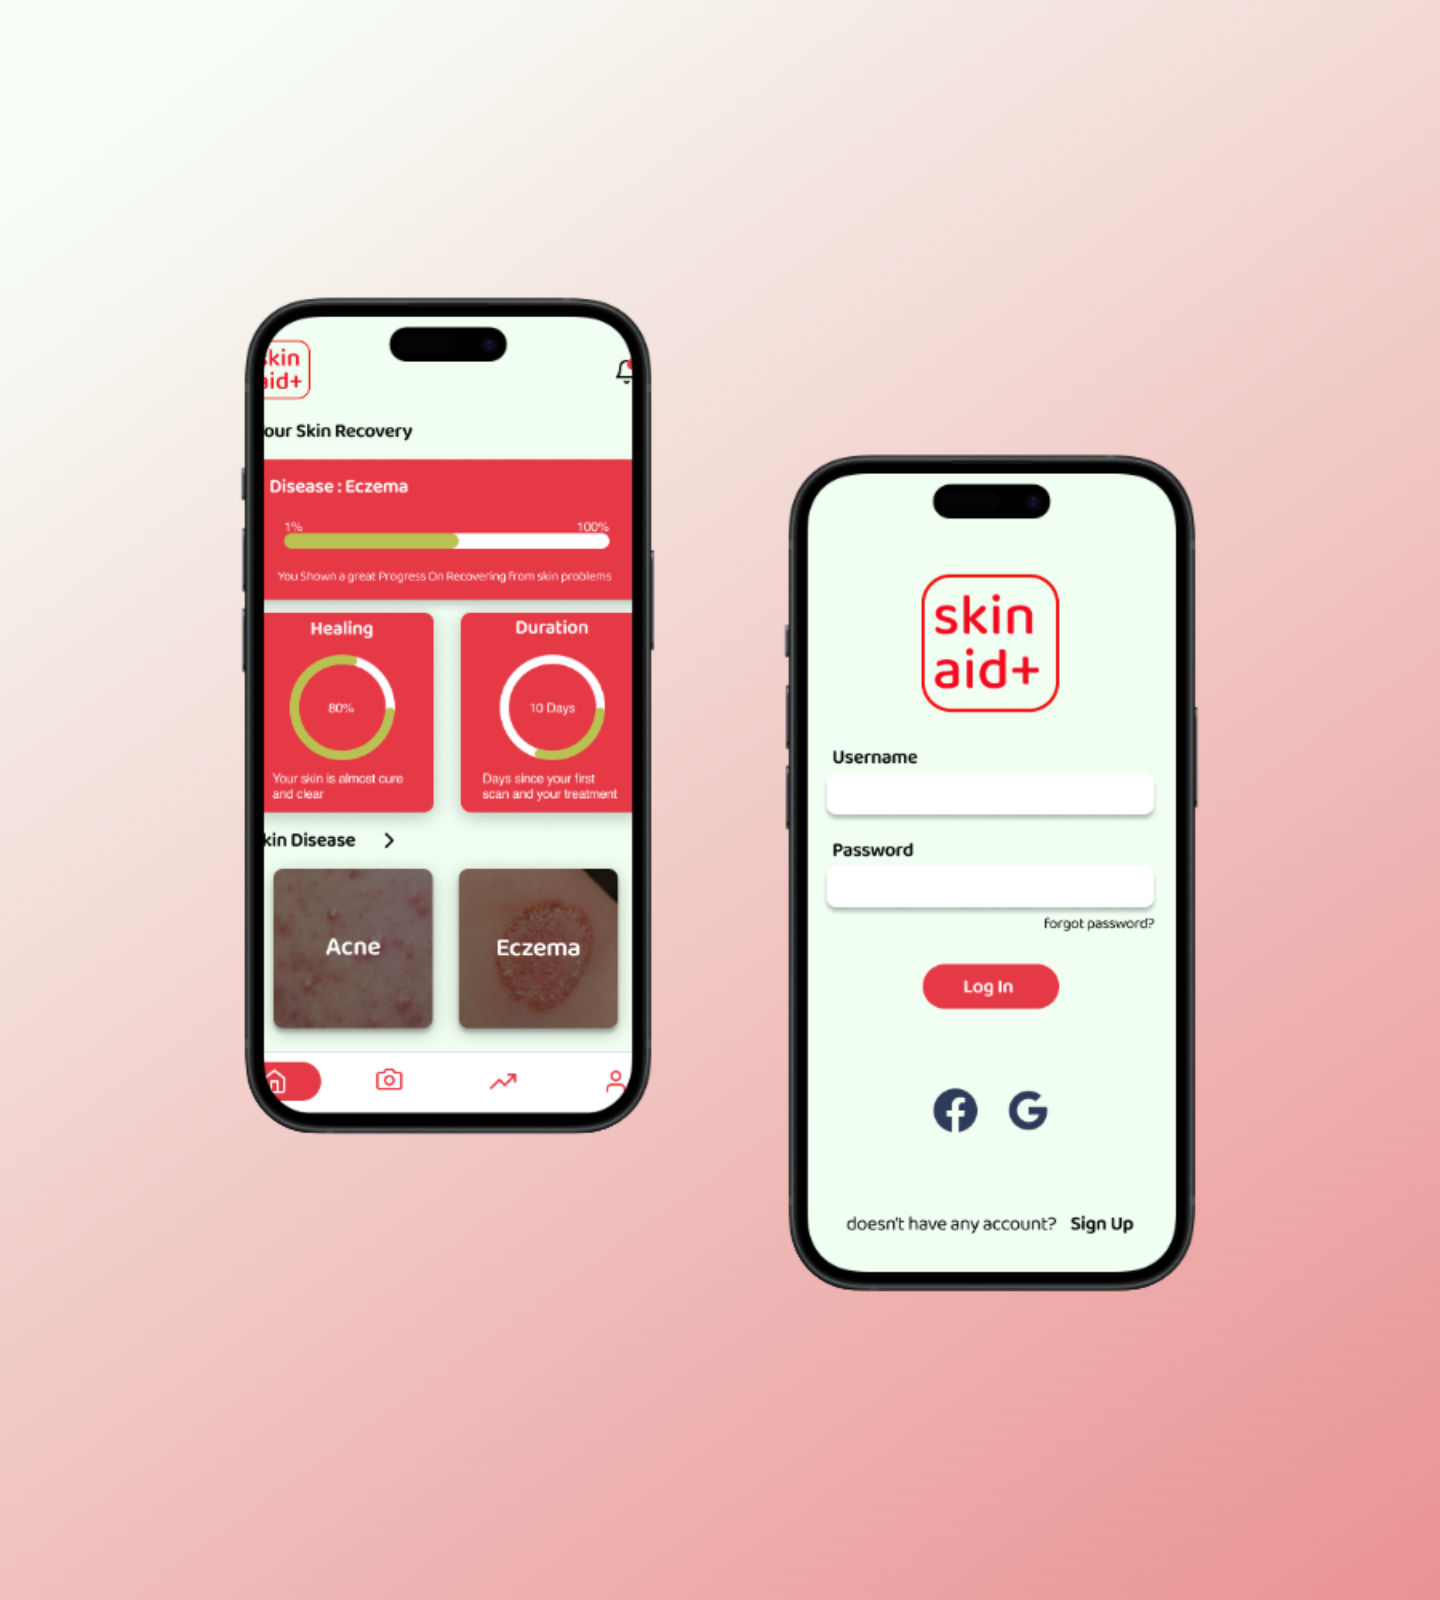 skin
aid+
our Skin Recovery
Disease : Eczema
1% 100%
You Shown a great Progress On Recovering from skin problems
Healing
80%
Your skin is almost cure
and clear
Duration
10 Days
Days since your first
scan and your treatment
kin Disease >
Acne
Eczema
skin
aid+
Username
Password
forgot password?
Log In
doesn't have any account? Sign Up